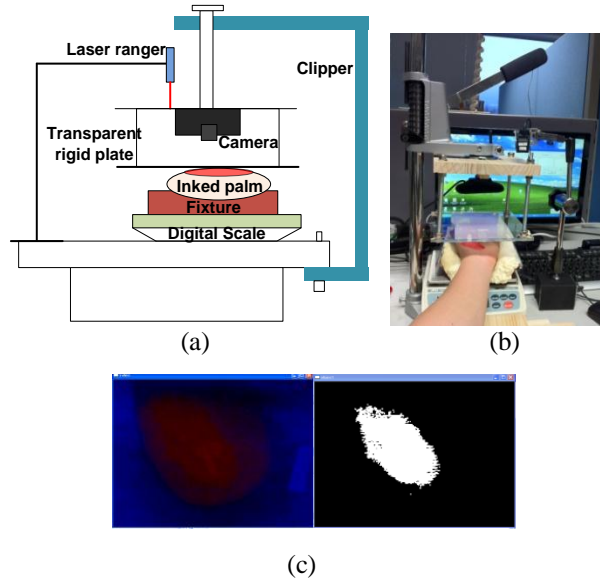 Laser ranger
Clipper
Transparent
rigid plate
Camera
Inked palm
Fixture
Digital Scale
(a)
(b)
(c)